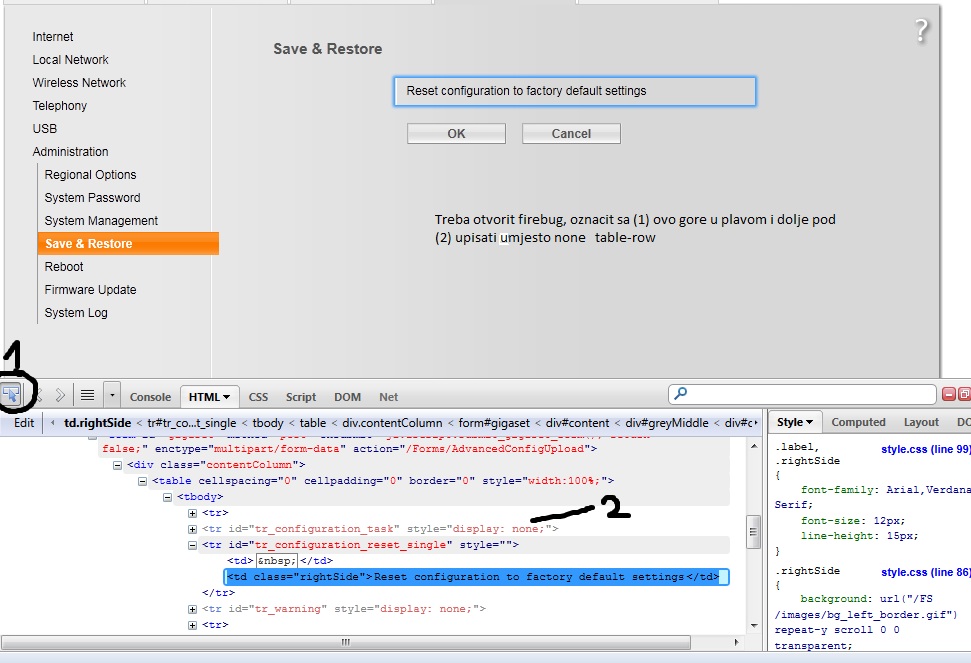 ?
Internet
Local Network
Wireless Network
Telephony
USB
Administration
Regional Options
System Password
System Management
Save & Restore
Reboot
Firmware Update
System Log
Save & Restore
Reset configuration to factory default settings
OK Cancel
Treba otvorit firebug, oznacit sa (1) ovo gore u plavom i dolje pod
(2) upisati umjesto none table-row
1
Console HTML CSS Script DOM Net
Edit td.rightSide < tr#tr_co...t_single < tbody < table < div.contentColumn < form#gigaset < div#content < div#greyMiddle < div#c
false;" enctype="multipart/form-data" action="/Forms/AdvancedConfigUpload">
<div class="contentColumn">
<table cellspacing="0" cellpadding="0" border="0" style="width:100%;">
<tbody>
<tr>
2
<tr id="tr_configuration_task" style="display: none;">
<tr id="tr_configuration_reset_single" style="">
<td>&nbsp;</td>
<td class="rightSide">Reset configuration to factory default settings</td>
</tr>
<tr id="tr_warning" style="display: none;">
<tr>
Style Computed Layout DO
.label, style.css (line 99)
.rightSide
{
font-family: Arial,Verdana
Serif;
font-size: 12px;
line-height: 15px;
}
.rightSide style.css (line 86)
{
background: url("/FS
/images/bg_left_border.gif")
repeat-y scroll 0 0
transparent;